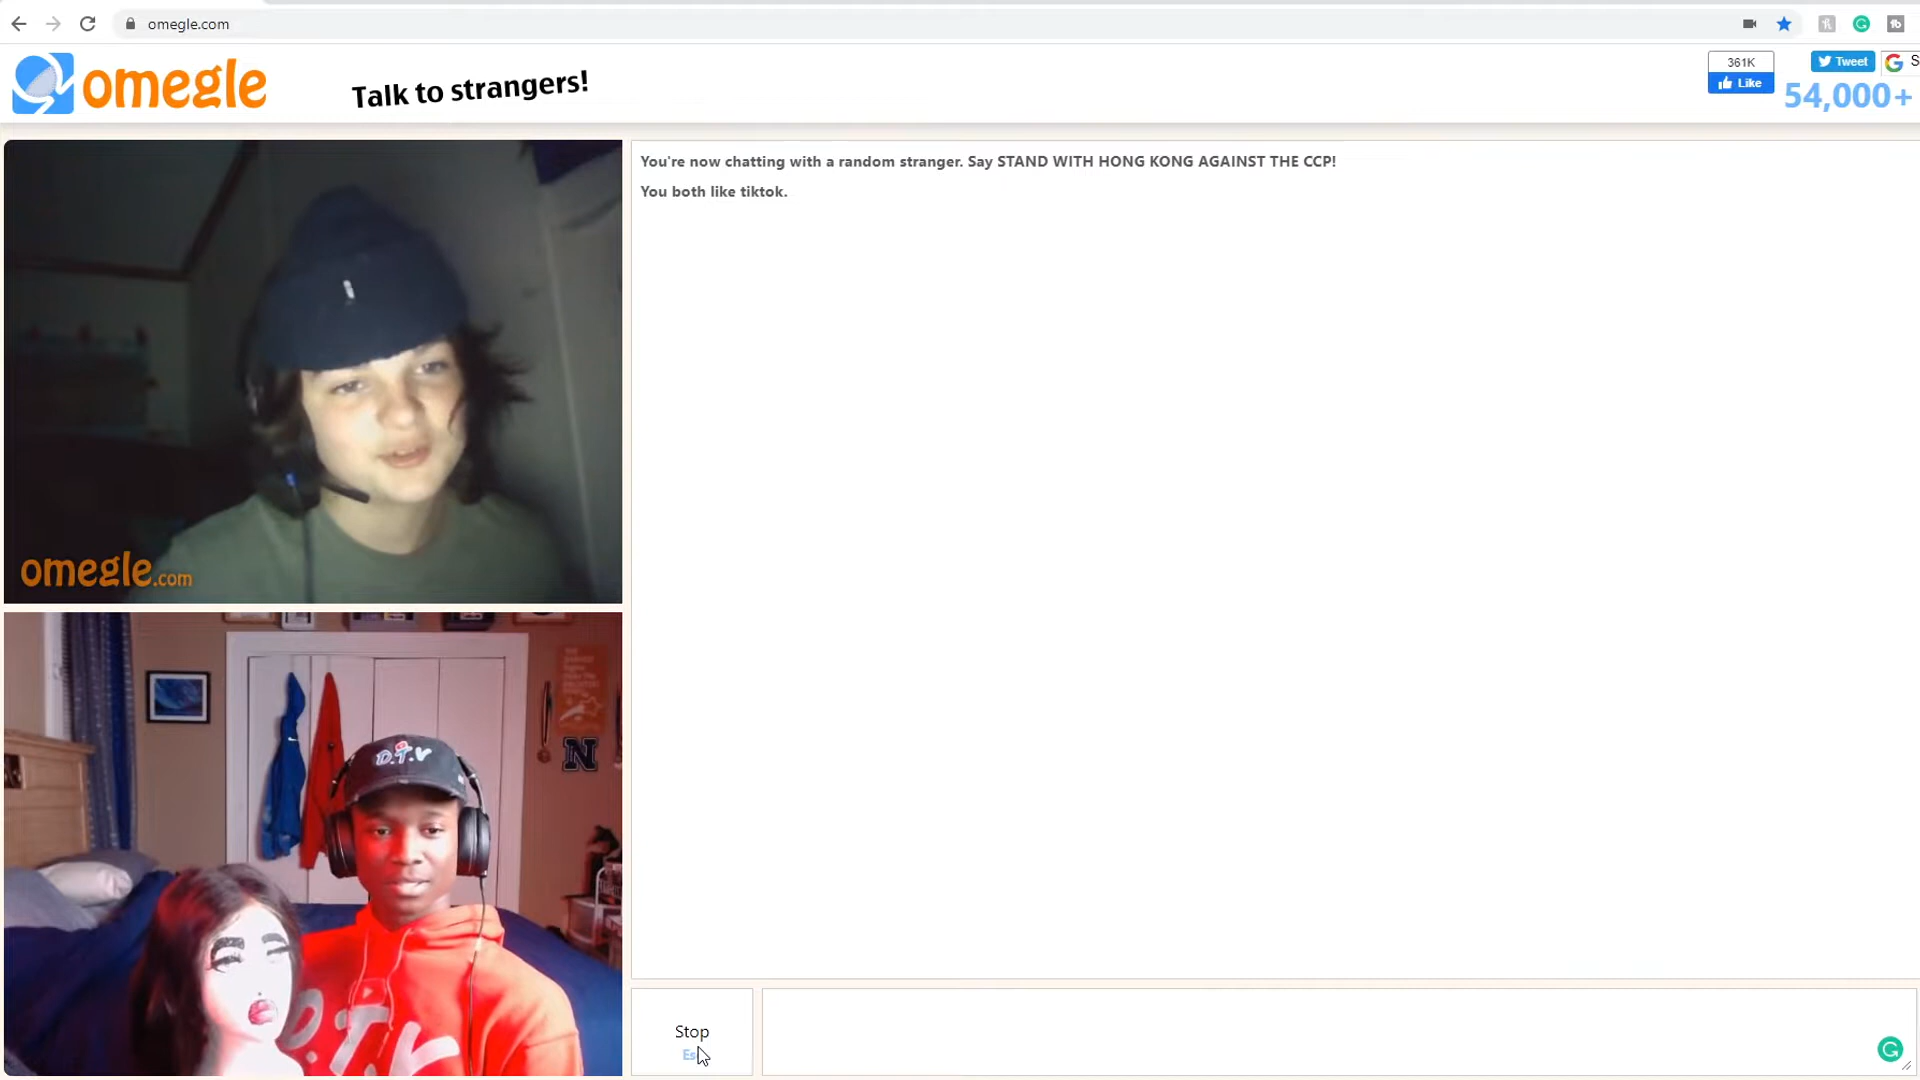 omegle.com
omegle
Talk to strangers!
361K
Like
Tweet
S
54,000+
You're now chatting with a random stranger. Say STAND WITH HONG KONG AGAINST THE CCP!
You both like tiktok.
omegle.com
D.T.V
N
Stop
Es